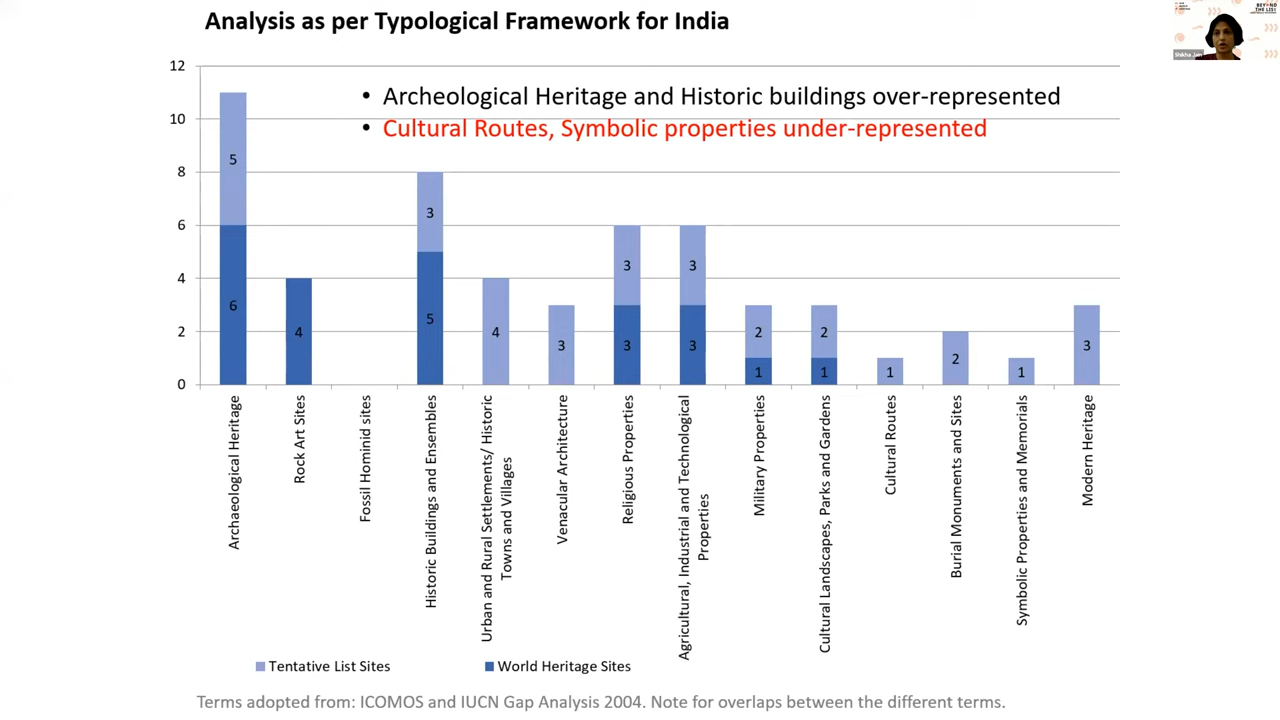 Analysis as per Typological Framework for India
BEYOND
THE LIST
Shikha Jain
12
10
8
6
4
2
0
• Archeological Heritage and Historic buildings over-represented
• Cultural Routes, Symbolic properties under-represented
5
6
4
3
5
4
3
3
3
3
3
2
1
2
1
1
2
1
3
Archaeological Heritage
Rock Art Sites
Fossil Hominid sites
Historic Buildings and Ensembles
Urban and Rural Settlements/ Historic
Towns and Villages
Venacular Architecture
Religious Properties
Agricultural, Industrial and Technological
Properties
Military Properties
Cultural Landscapes, Parks and Gardens
Cultural Routes
Burial Monuments and Sites
Symbolic Properties and Memorials
Modern Heritage
Tentative List Sites
World Heritage Sites
Terms adopted from: ICOMOS and IUCN Gap Analysis 2004. Note for overlaps between the different terms.